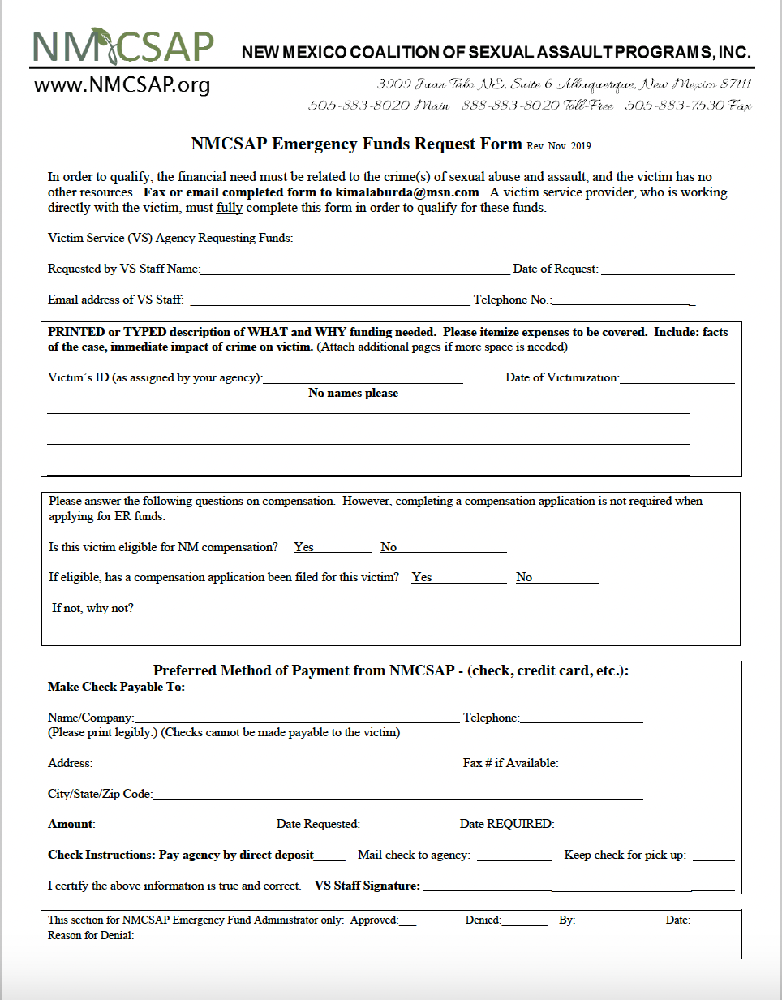 NMCSAP
NEW MEXICO COALITION OF SEXUAL ASSAULT PROGRAMS, INC.
www.NMCSAP.org
3909 Juan Tabo NE, Suite 6 Albuquerque, New Mexico 87111
505-883-8020 Main 888-883-8020 Toll-Free 505-883-7530 Fax
NMCSAP Emergency Funds Request Form Rev. Nov. 2019
In order to qualify, the financial need must be related to the crime(s) of sexual abuse and assault, and the victim has no
other resources. Fax or email completed form to kimalaburda@msn.com. A victim service provider, who is working
directly with the victim, must fully complete this form in order to qualify for these funds.
Victim Service (VS) Agency Requesting Funds:
Requested by VS Staff Name: Date of Request:
Email address of VS Staff: Telephone No.:
PRINTED or TYPED description of WHAT and WHY funding needed. Please itemize expenses to be covered. Include: facts
of the case, immediate impact of crime on victim. (Attach additional pages if more space is needed)
Victim's ID (as assigned by your agency): Date of Victimization:
No names please
Please answer the following questions on compensation. However, completing a compensation application is not required when
applying for ER funds.
Is this victim eligible for NM compensation? Yes No
If eligible, has a compensation application been filed for this victim? Yes No
If not, why not?
Preferred Method of Payment from NMCSAP - (check, credit card, etc.):
Make Check Payable To:
Name/Company: Telephone:
(Please print legibly.) (Checks cannot be made payable to the victim)
Address: Fax # if Available:
City/State/Zip Code:
Amount: Date Requested: Date REQUIRED:
Check Instructions: Pay agency by direct deposit Mail check to agency: Keep check for pick up:
I certify the above information is true and correct. VS Staff Signature:
This section for NMCSAP Emergency Fund Administrator only: Approved: Denied: By: Date:
Reason for Denial: